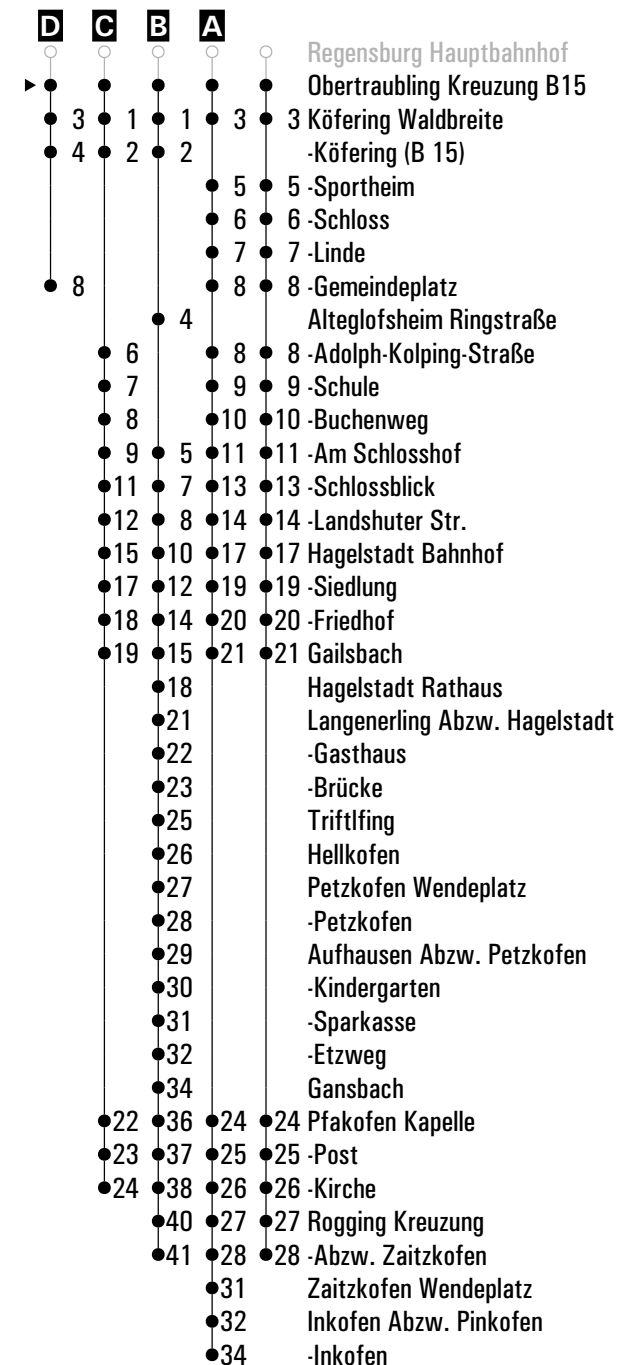 D C B A
Regensburg Hauptbahnhof
Obertraubling Kreuzung B15
3 1 1 3 3 Köfering Waldbreite
4 2 2 -Köfering (B 15)
5 5 -Sportheim
6 6 -Schloss
7 7 -Linde
8 8 8 -Gemeindeplatz
4 Alteglofsheim Ringstraße
6 8 8 -Adolph-Kolping-Straße
7 9 9 -Schule
8 10 10 -Buchenweg
9 5 11 11 -Am Schlosshof
11 7 13 13 -Schlossblick
12 8 14 14 -Landshuter Str.
15 10 17 17 Hagelstadt Bahnhof
17 12 19 19 -Siedlung
18 14 20 20 -Friedhof
19 15 21 21 Gailsbach
18 Hagelstadt Rathaus
21 Langenerling Abzw. Hagelstadt
22 -Gasthaus
23 -Brücke
25 Triftlfing
26 Hellkofen
27 Petzkofen Wendeplatz
28 -Petzkofen
29 Aufhausen Abzw. Petzkofen
30 -Kindergarten
31 -Sparkasse
32 -Etzweg
34 Gansbach
22 36 24 24 Pfakofen Kapelle
23 37 25 25 -Post
24 38 26 26 -Kirche
40 27 27 Rogging Kreuzung
41 28 28 -Abzw. Zaitzkofen
31 Zaitzkofen Wendeplatz
32 Inkofen Abzw. Pinkofen
34 -Inkofen